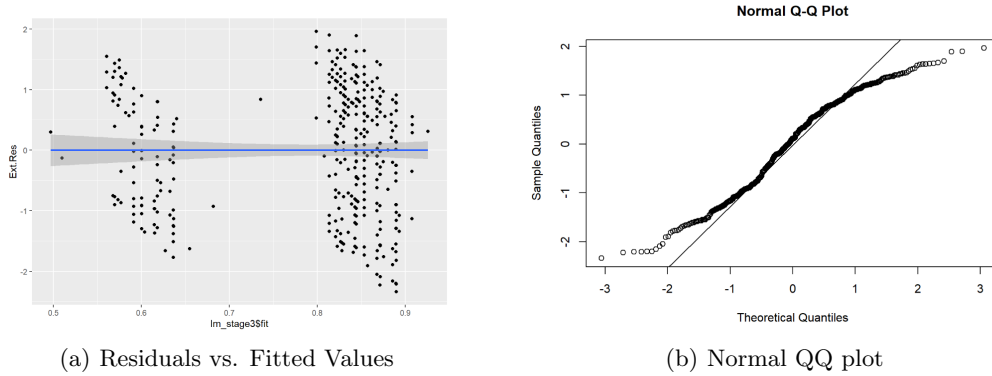 2
1
0
-1
-2
Ext.Res
0.5 0.6 0.7 0.8 0.9
lm_stage3$fit
(a) Residuals vs. Fitted Values
Normal Q-Q Plot
2
1
0
-1
-2
Sample Quantiles
-3 -2 -1 0 1 2 3
Theoretical Quantiles
(b) Normal QQ plot